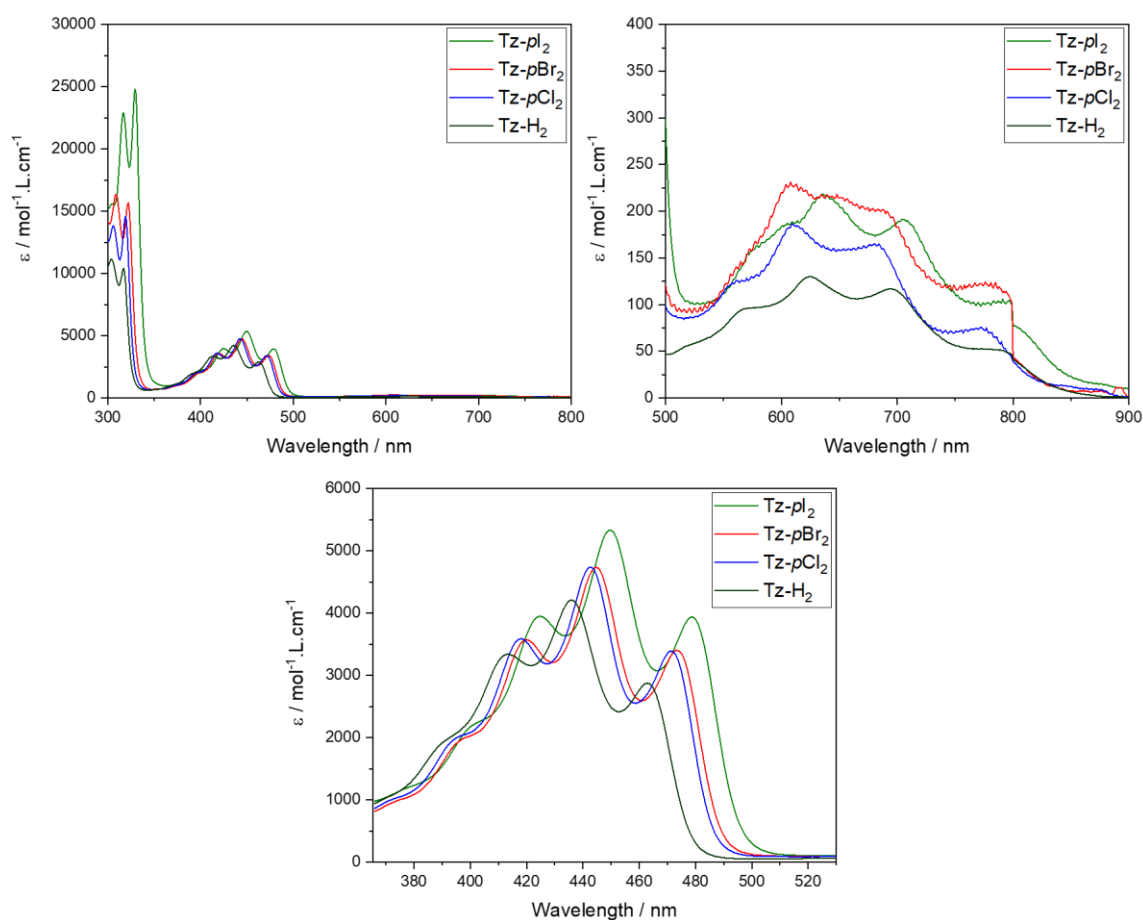 30000
25000
20000
15000
10000
5000
0
ε / mol⁻¹.L.cm⁻¹
Tz-pI₂
Tz-pBr₂
Tz-pCl₂
Tz-H₂
300 400 500 600 700 800
Wavelength / nm
400
350
300
250
200
150
100
50
0
ε / mol⁻¹.L.cm⁻¹
Tz-pI₂
Tz-pBr₂
Tz-pCl₂
Tz-H₂
500 600 700 800 900
Wavelength / nm
6000
5000
4000
3000
2000
1000
0
ε / mol⁻¹.L.cm⁻¹
Tz-pI₂
Tz-pBr₂
Tz-pCl₂
Tz-H₂
380 400 420 440 460 480 500 520
Wavelength / nm